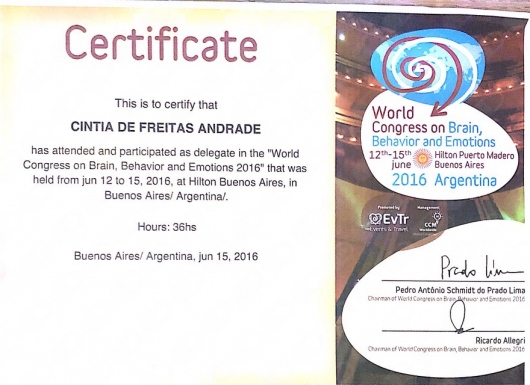 Certificate
This is to certify that
CINTIA DE FREITAS ANDRADE
has attended and participated as delegate in the "World
Congress on Brain, Behavior and Emotions 2016" that was
held from jun 12 to 15, 2016, at Hilton Buenos Aires, in
Buenos Aires/ Argentina/.
Hours: 36hs
Buenos Aires/ Argentina, jun 15, 2016
World
Congress on Brain,
Behavior and Emotions
12th-15th
june
Hilton Puerto Madero
Buenos Aires
2016 Argentina
Promoted by
EvTr
Events & Travel
Management
CCM
Worldwide
Pedro Antônio Schmidt do Prado Lima
Chairman of World Congress on Brain, Behavior and Emotions 2016
Ricardo Allegri
Chairman of World Congress on Brain, Behavior and Emotions 2016